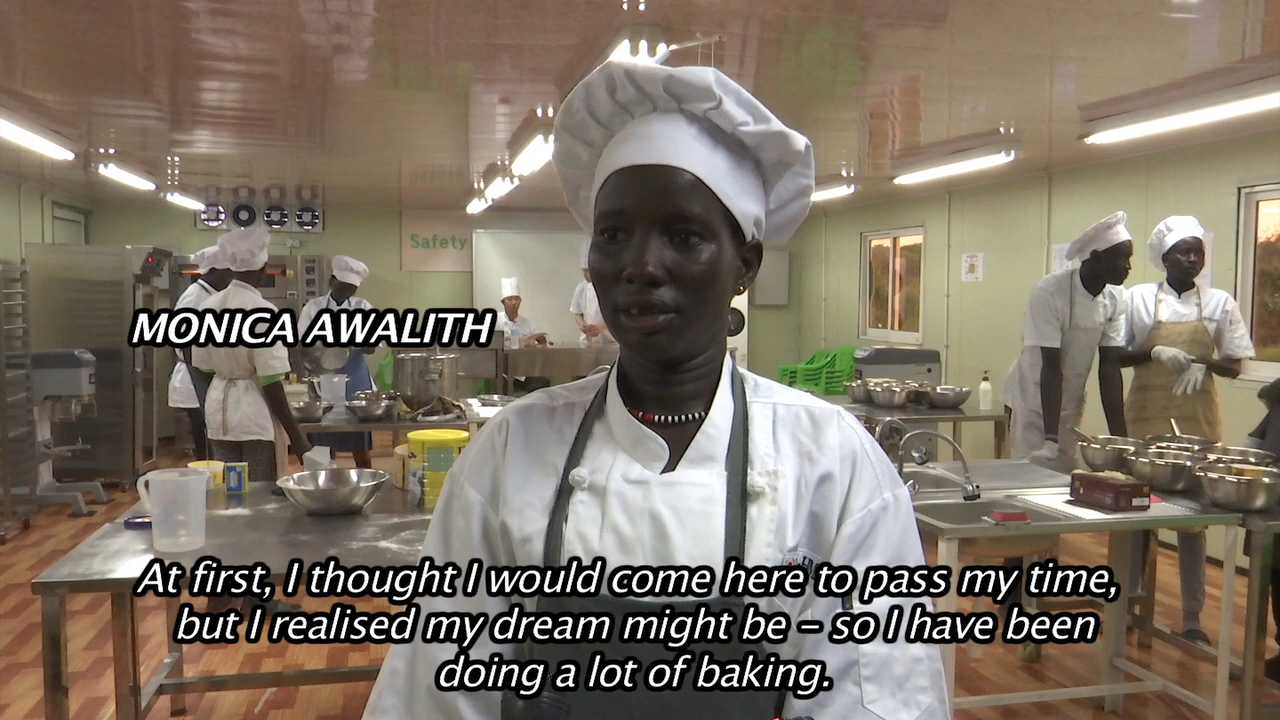 Safety
MONICA AWALITH
At first, I thought I would come here to pass my time,
but I realised my dream might be – so I have been
doing a lot of baking.